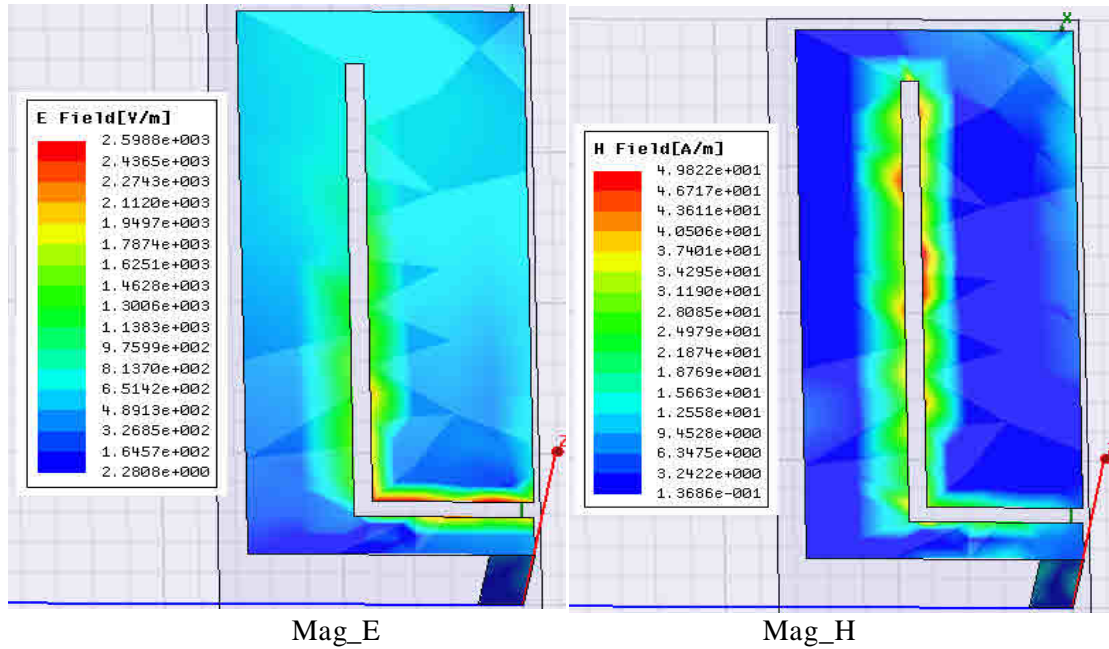 E Field[V/m]
2.5988e+003
2.4365e+003
2.2743e+003
2.1120e+003
1.9497e+003
1.7874e+003
1.6251e+003
1.4628e+003
1.3006e+003
1.1383e+003
9.7599e+002
8.1370e+002
6.5142e+002
4.8913e+002
3.2685e+002
1.6457e+002
2.2808e+000
Z
Mag_E
X
H Field[A/m]
4.9822e+001
4.6717e+001
4.3611e+001
4.0506e+001
3.7401e+001
3.4295e+001
3.1190e+001
2.8085e+001
2.4979e+001
2.1874e+001
1.8769e+001
1.5663e+001
1.2558e+001
9.4528e+000
6.3475e+000
3.2422e+000
1.3686e-001
Mag_H